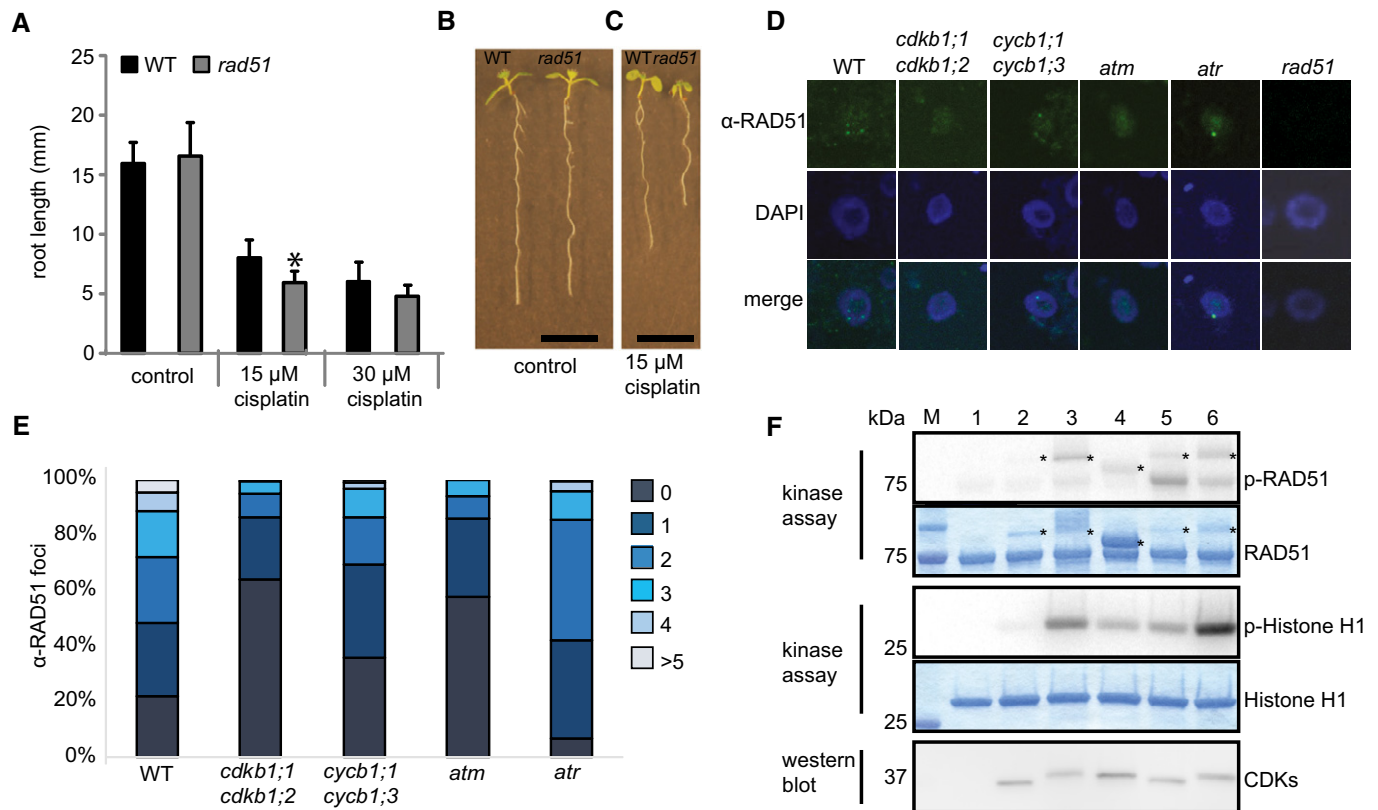 A
25
20
15
10
5
0
root length (mm)
WT
rad51
control
15 µM
cisplatin
30 µM
cisplatin
B
WT
rad51
control
C
WT rad51
15 µM
cisplatin
D
WT
cdkb1;1
cdkb1;2
cycb1;1
cycb1;3
atm
atr
rad51
α-RAD51
DAPI
merge
E
100%
80%
60%
40%
20%
0%
α-RAD51 foci
0
1
2
3
4
>5
WT
cdkb1;1
cdkb1;2
cycb1;1
cycb1;3
atm
atr
F
kDa M 1 2 3 4 5 6
kinase
assay
75
p-RAD51
75
RAD51
kinase
assay
25
p-Histone H1
25
Histone H1
western
blot
37
CDKs